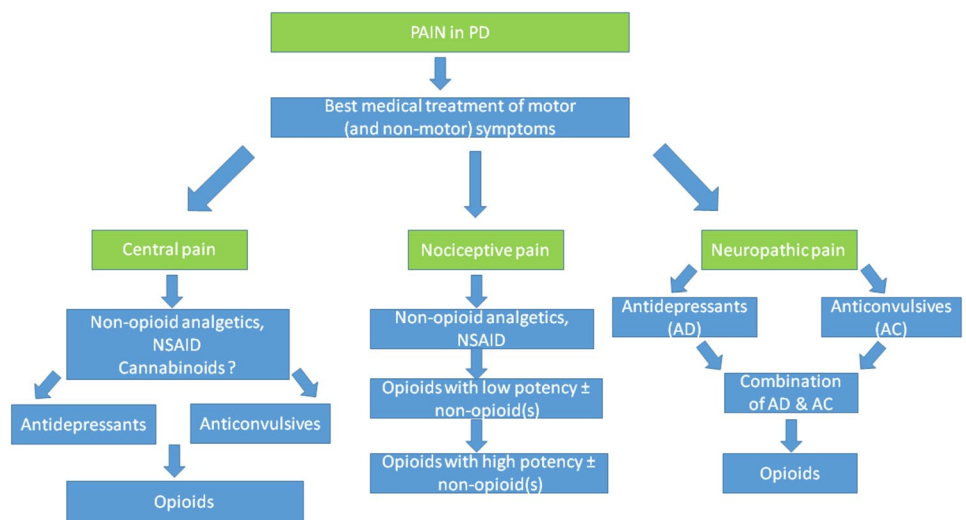 PAIN in PD
Best medical treatment of motor
(and non-motor) symptoms
Central pain
Nociceptive pain
Neuropathic pain
Non-opioid analgetics,
NSAID
Cannabinoids ?
Antidepressants
Anticonvulsives
Opioids
Non-opioid analgetics,
NSAID
Opioids with low potency ±
non-opioid(s)
Opioids with high potency ±
non-opioid(s)
Antidepressants
(AD)
Anticonvulsives
(AC)
Combination
of AD & AC
Opioids